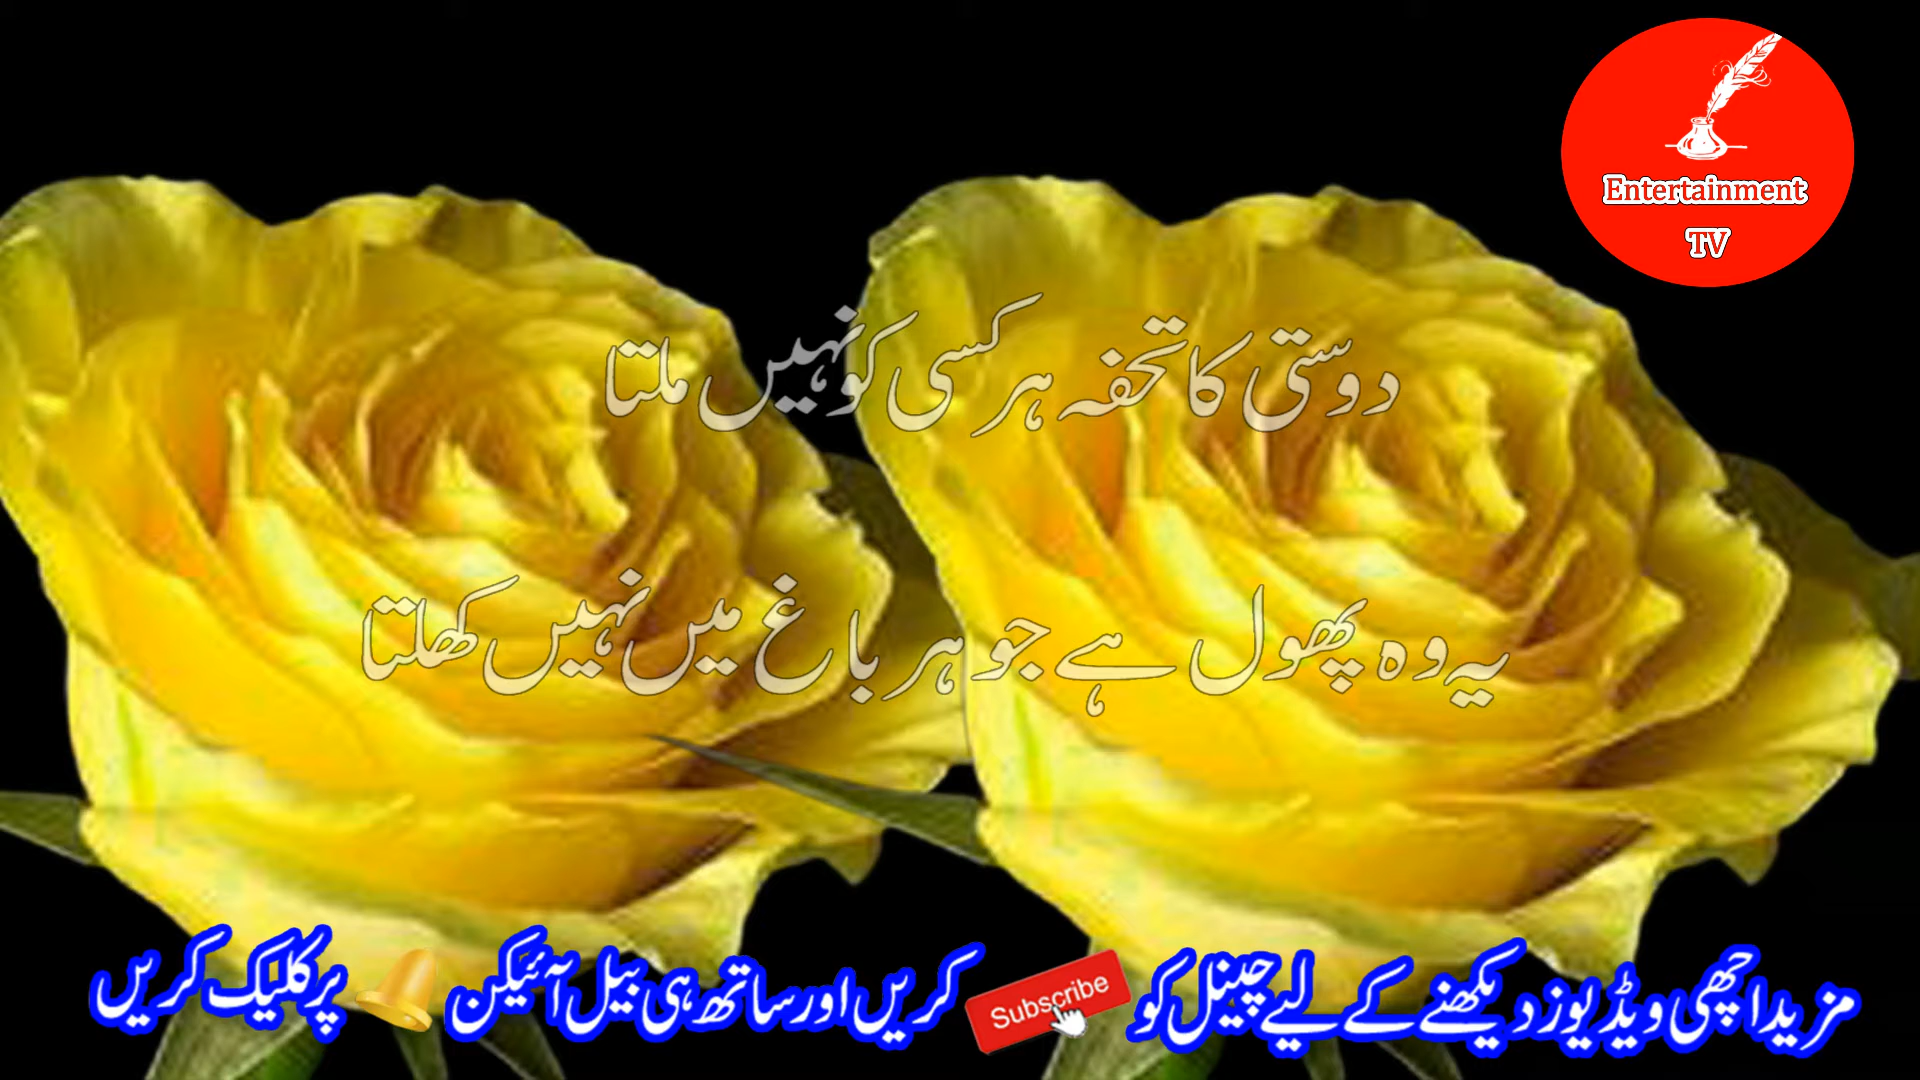 Entertainment
TV
دوستی کا تحفہ ہر کسی کو نہیں ملتا
یہ وہ پھول ہے جو ہر باغ میں نہیں کھلتا
مزید اچھی ویڈیوز دیکھنے کے لیے چینل کو Subscribe کریں اور ساتھ ہی بیل آئیکن پر کلیک کریں